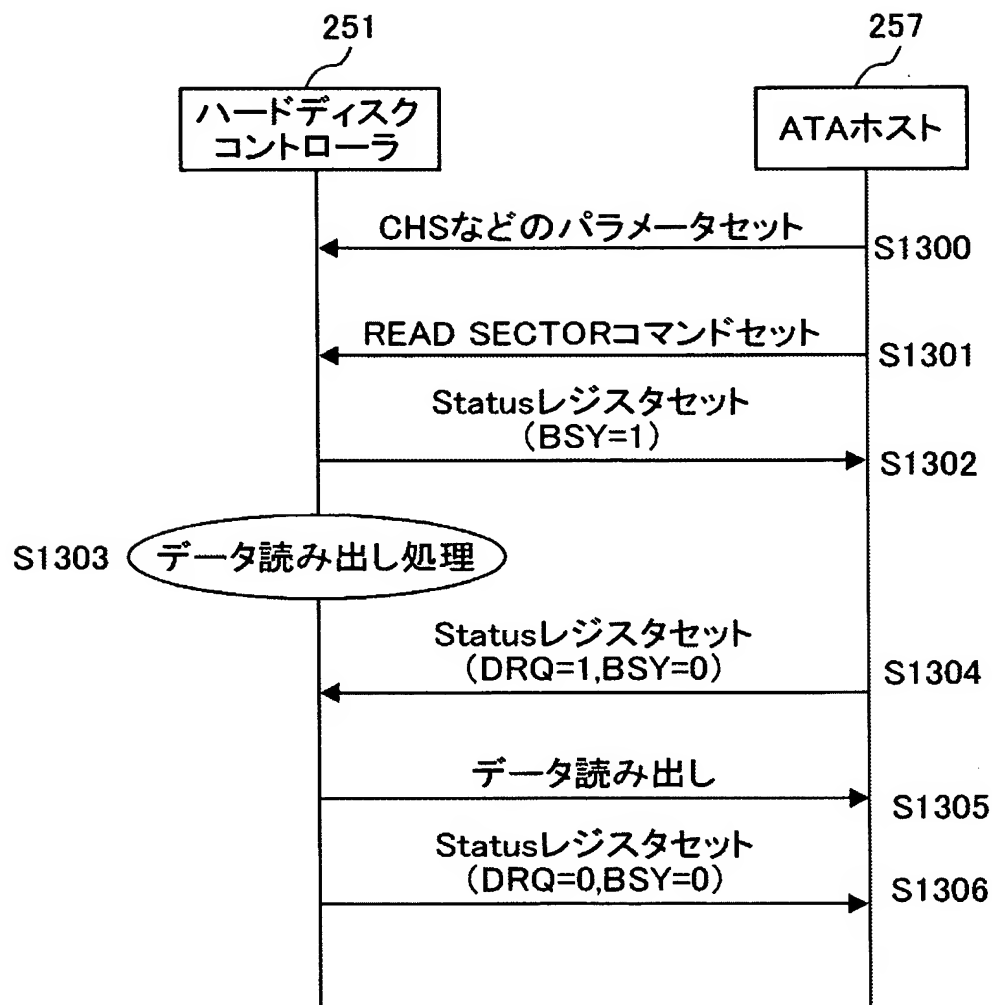 251
257
ハードディスク
コントローラ
ATAホスト
CHSなどのパラメータセット
S1300
READ SECTORコマンドセット
S1301
Statusレジスタセット
(BSY=1)
S1302
S1303
データ読み出し処理
Statusレジスタセット
(DRQ=1,BSY=0)
S1304
データ読み出し
S1305
Statusレジスタセット
(DRQ=0,BSY=0)
S1306